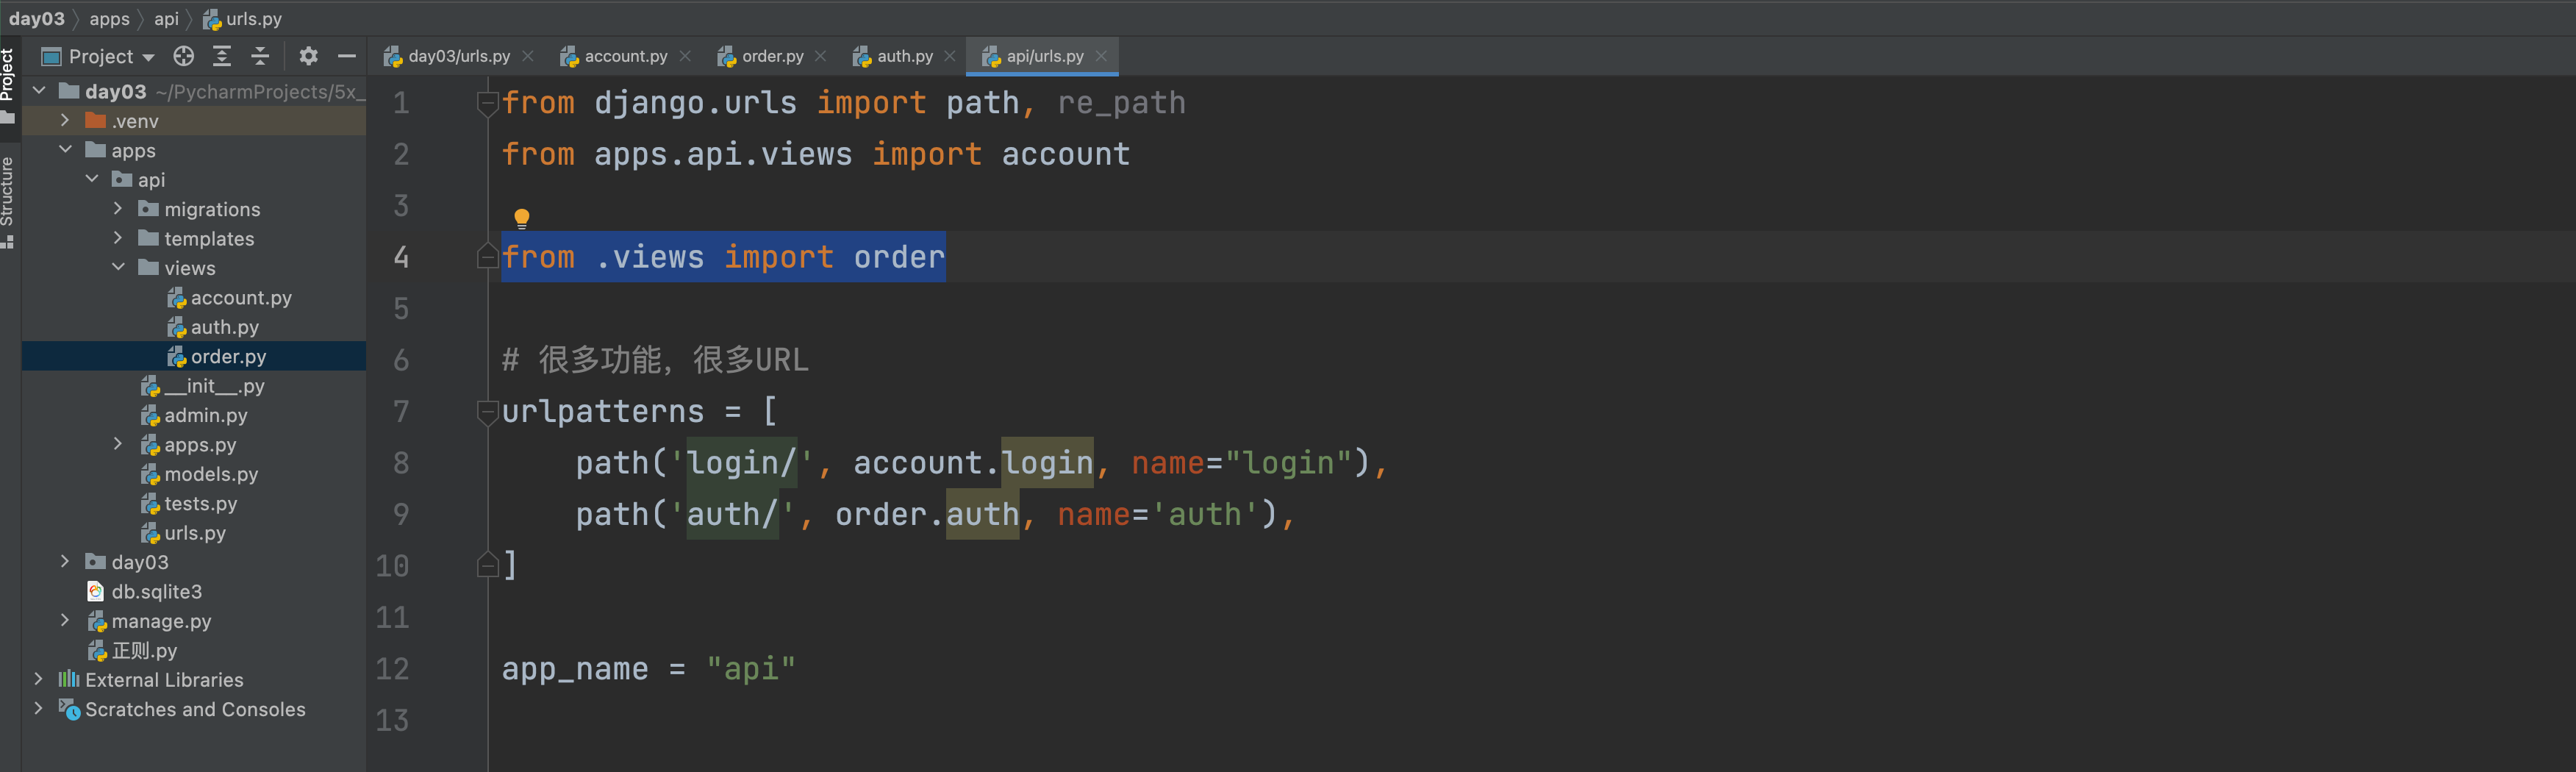 day03 apps api urls.py
Project
day03/urls.py
account.py
order.py
auth.py
api/urls.py
Project
Structure
day03 ~/PycharmProjects/5x_
.venv
apps
api
migrations
templates
views
account.py
auth.py
order.py
__init__.py
admin.py
apps.py
models.py
tests.py
urls.py
day03
db.sqlite3
manage.py
正则.py
External Libraries
Scratches and Consoles
1 from django.urls import path, re_path
2 from apps.api.views import account
3
4 from .views import order
5
6 # 很多功能，很多URL
7 urlpatterns = [
8 path('login/', account.login, name="login"),
9 path('auth/', order.auth, name='auth'),
10 ]
11
12 app_name = "api"
13